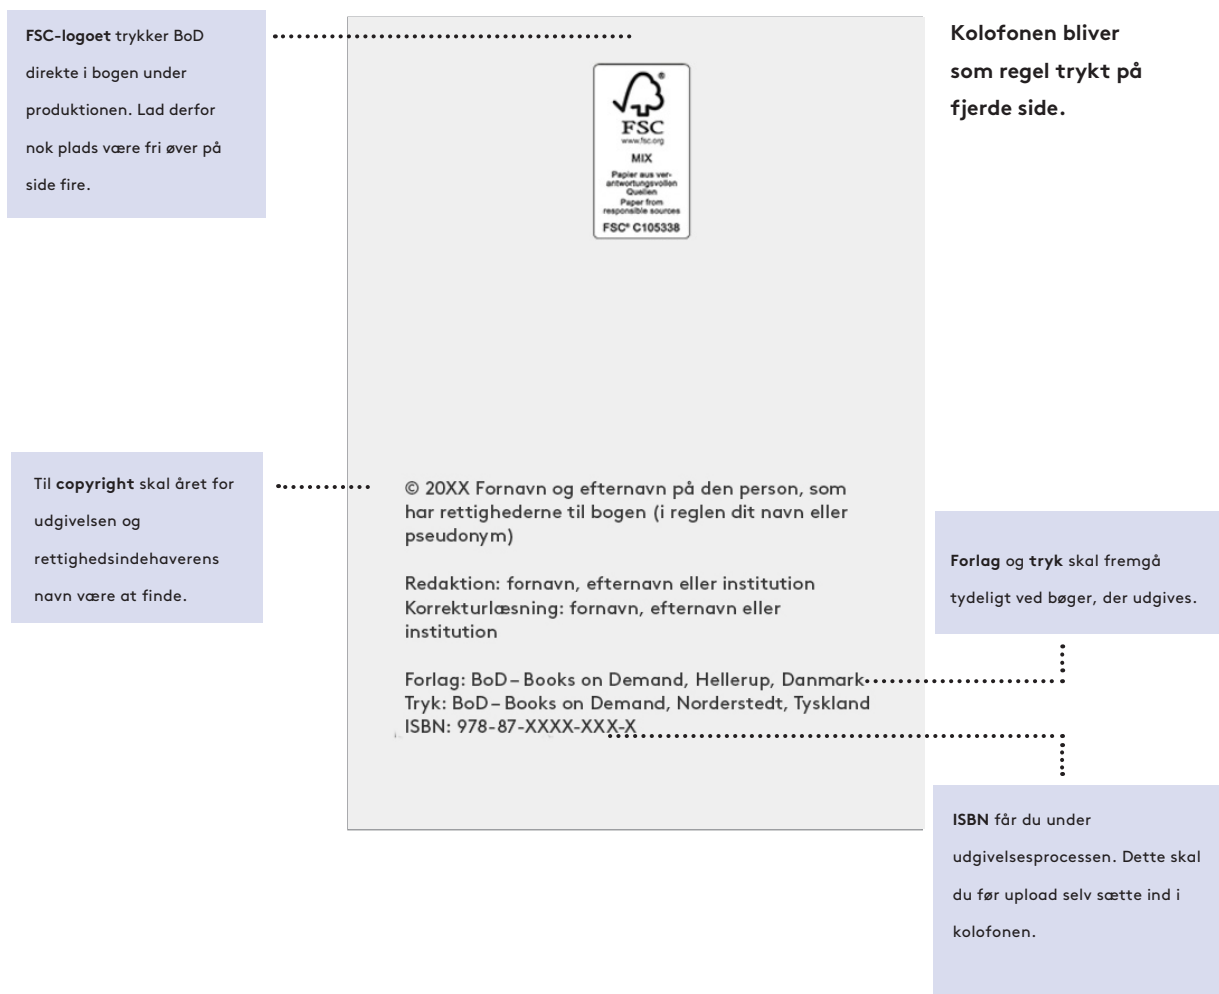 FSC-logoet trykker BoD
direkte i bogen under
produktionen. Lad derfor
nok plads være fri øver på
side fire.
Kolofonen bliver
som regel trykt på
fjerde side.
®
FSC
www.fsc.org
MIX
Papier aus ver-
antwortungsvollen
Quellen
Paper from
responsible sources
FSC® C105338
Til copyright skal året for
udgivelsen og
rettighedsindehaverens
navn være at finde.
© 20XX Fornavn og efternavn på den person, som
har rettighederne til bogen (i reglen dit navn eller
pseudonym)
Redaktion: fornavn, efternavn eller institution
Korrekturlæsning: fornavn, efternavn eller
institution
Forlag: BoD – Books on Demand, Hellerup, Danmark
Tryk: BoD – Books on Demand, Norderstedt, Tyskland
ISBN: 978-87-XXXX-XXX-X
Forlag og tryk skal fremgå
tydeligt ved bøger, der udgives.
ISBN får du under
udgivelsesprocessen. Dette skal
du før upload selv sætte ind i
kolofonen.